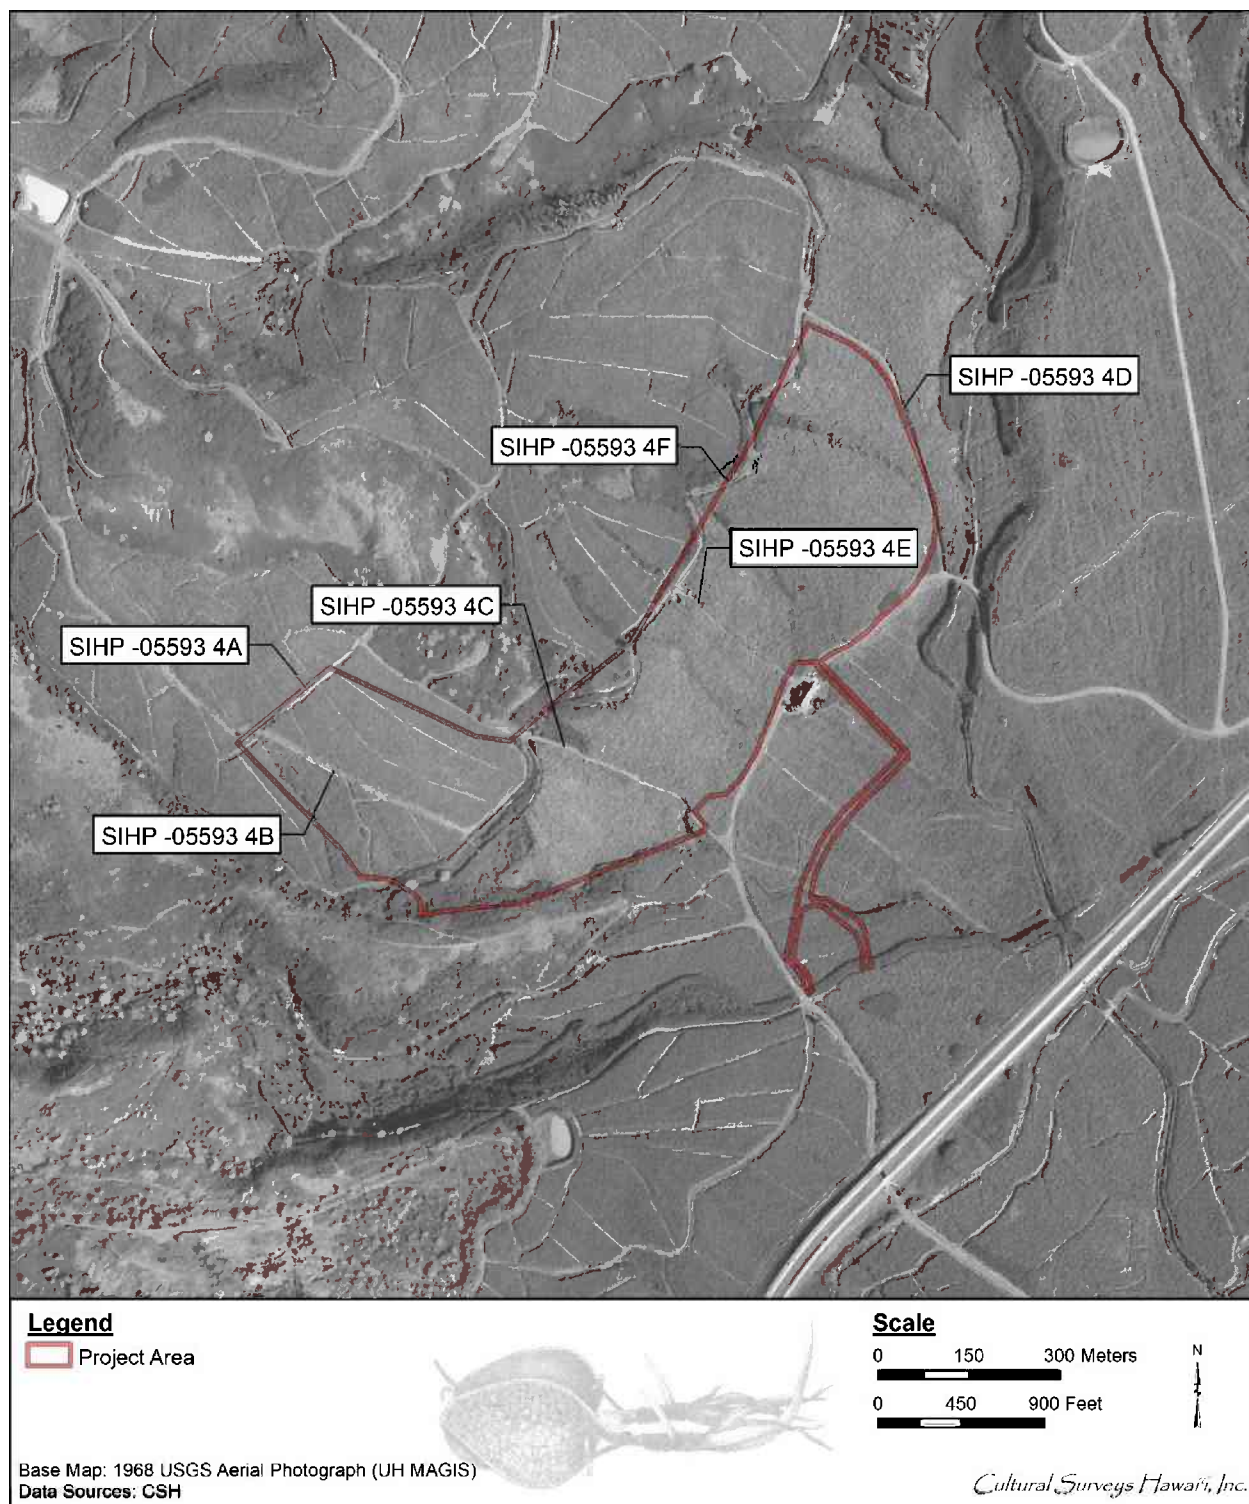 SIHP -05593 4D
SIHP -05593 4F
SIHP -05593 4E
SIHP -05593 4C
SIHP -05593 4A
SIHP -05593 4B
Legend
Project Area
Scale
0 150 300 Meters
0 450 900 Feet
N
Base Map: 1968 USGS Aerial Photograph (UH MAGIS)
Data Sources: CSH
Cultural Surveys Hawai'i, Inc.